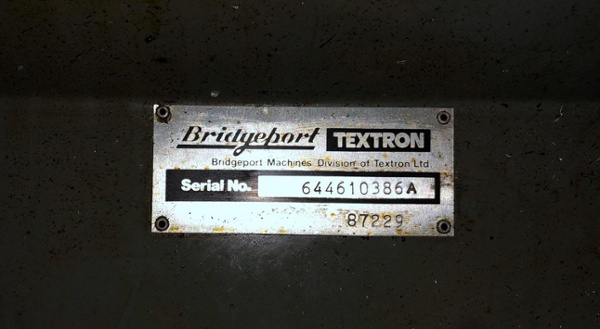 Bridgeport TEXTRON
Bridgeport Machines Division of Textron Ltd
Serial No. 644610386A
87229